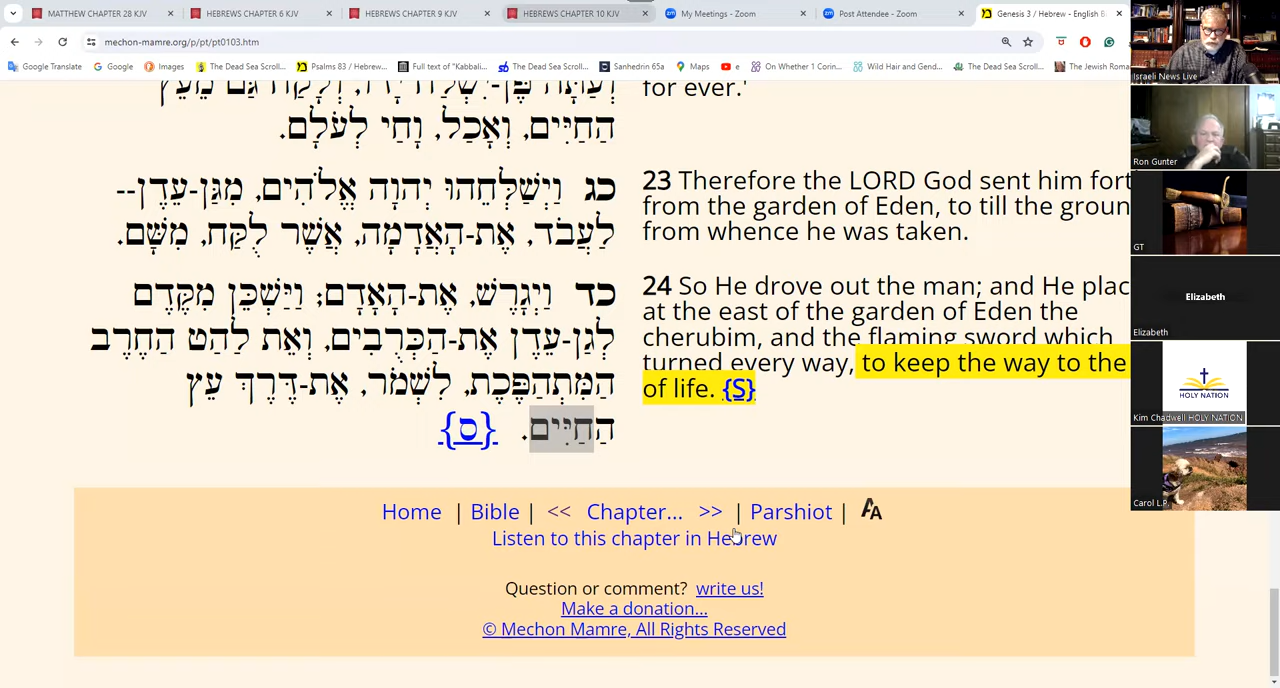 MATTHEW CHAPTER 28 KJV
HEBREWS CHAPTER 6 KJV
HEBREWS CHAPTER 9 KJV
HEBREWS CHAPTER 10 KJV
My Meetings - Zoom
Post Attendee - Zoom
Genesis 3 / Hebrew - English B
mechon-mamre.org/p/pt/pt0103.htm
Google Translate
Google
Images
The Dead Sea Scroll...
Psalms 83 / Hebrew...
Full text of "Kabbali...
The Dead Sea Scroll...
Sanhedrin 65a
Maps
e
On Whether 1 Corin...
Wild Hair and Gend...
The Dead Sea Scroll...
The Jewish Roma
וְעַתָּה פֶּן-יִשְׁלַח יָדוֹ, וְלָקַח גַּם מֵעֵץ
הַחַיִּים, וְאָכַל, וָחַי לְעֹלָם.
for ever.'
כג וַיְשַׁלְּחֵהוּ יְהוָה אֱלֹהִים, מִגַּן-עֵדֶן--
לַעֲבֹד, אֶת-הָאֲדָמָה, אֲשֶׁר לֻקַּח, מִשָּׁם.
23 Therefore the LORD God sent him fort
from the garden of Eden, to till the groun
from whence he was taken.
כד וַיְגָרֶשׁ, אֶת-הָאָדָם; וַיַּשְׁכֵּן מִקֶּדֶם
לְגַן-עֵדֶן אֶת-הַכְּרֻבִים, וְאֵת לַהַט הַחֶרֶב
הַמִּתְהַפֶּכֶת, לִשְׁמֹר, אֶת-דֶּרֶךְ עֵץ
הַחַיִּים. {ס}
24 So He drove out the man; and He plac
at the east of the garden of Eden the
cherubim, and the flaming sword which
turned every way, to keep the way to the
of life. {S}
Home | Bible | << Chapter... >> | Parshiot |
Listen to this chapter in Hebrew
Question or comment? write us!
Make a donation...
© Mechon Mamre, All Rights Reserved
Israeli News Live
Ron Gunter
GT
Elizabeth
Elizabeth
HOLY NATION
Kim Chadwell HOLY NATION
Carol L.P.